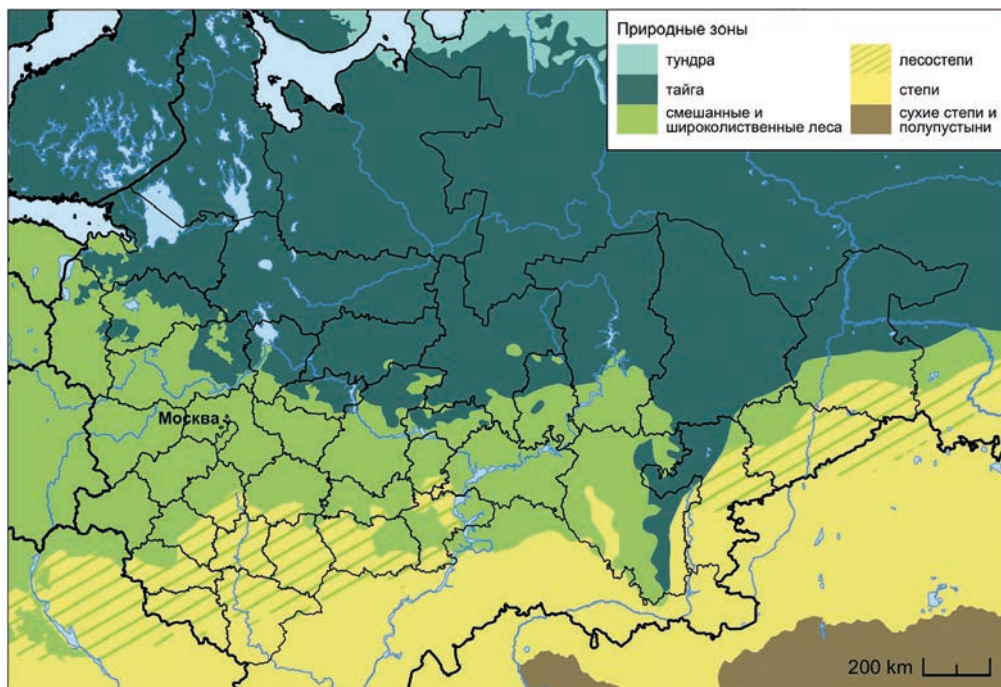 Природные зоны
тундра
тайга
смешанные и
широколиственные леса
лесостепи
степи
сухие степи и
полупустыни
Москва
200 km